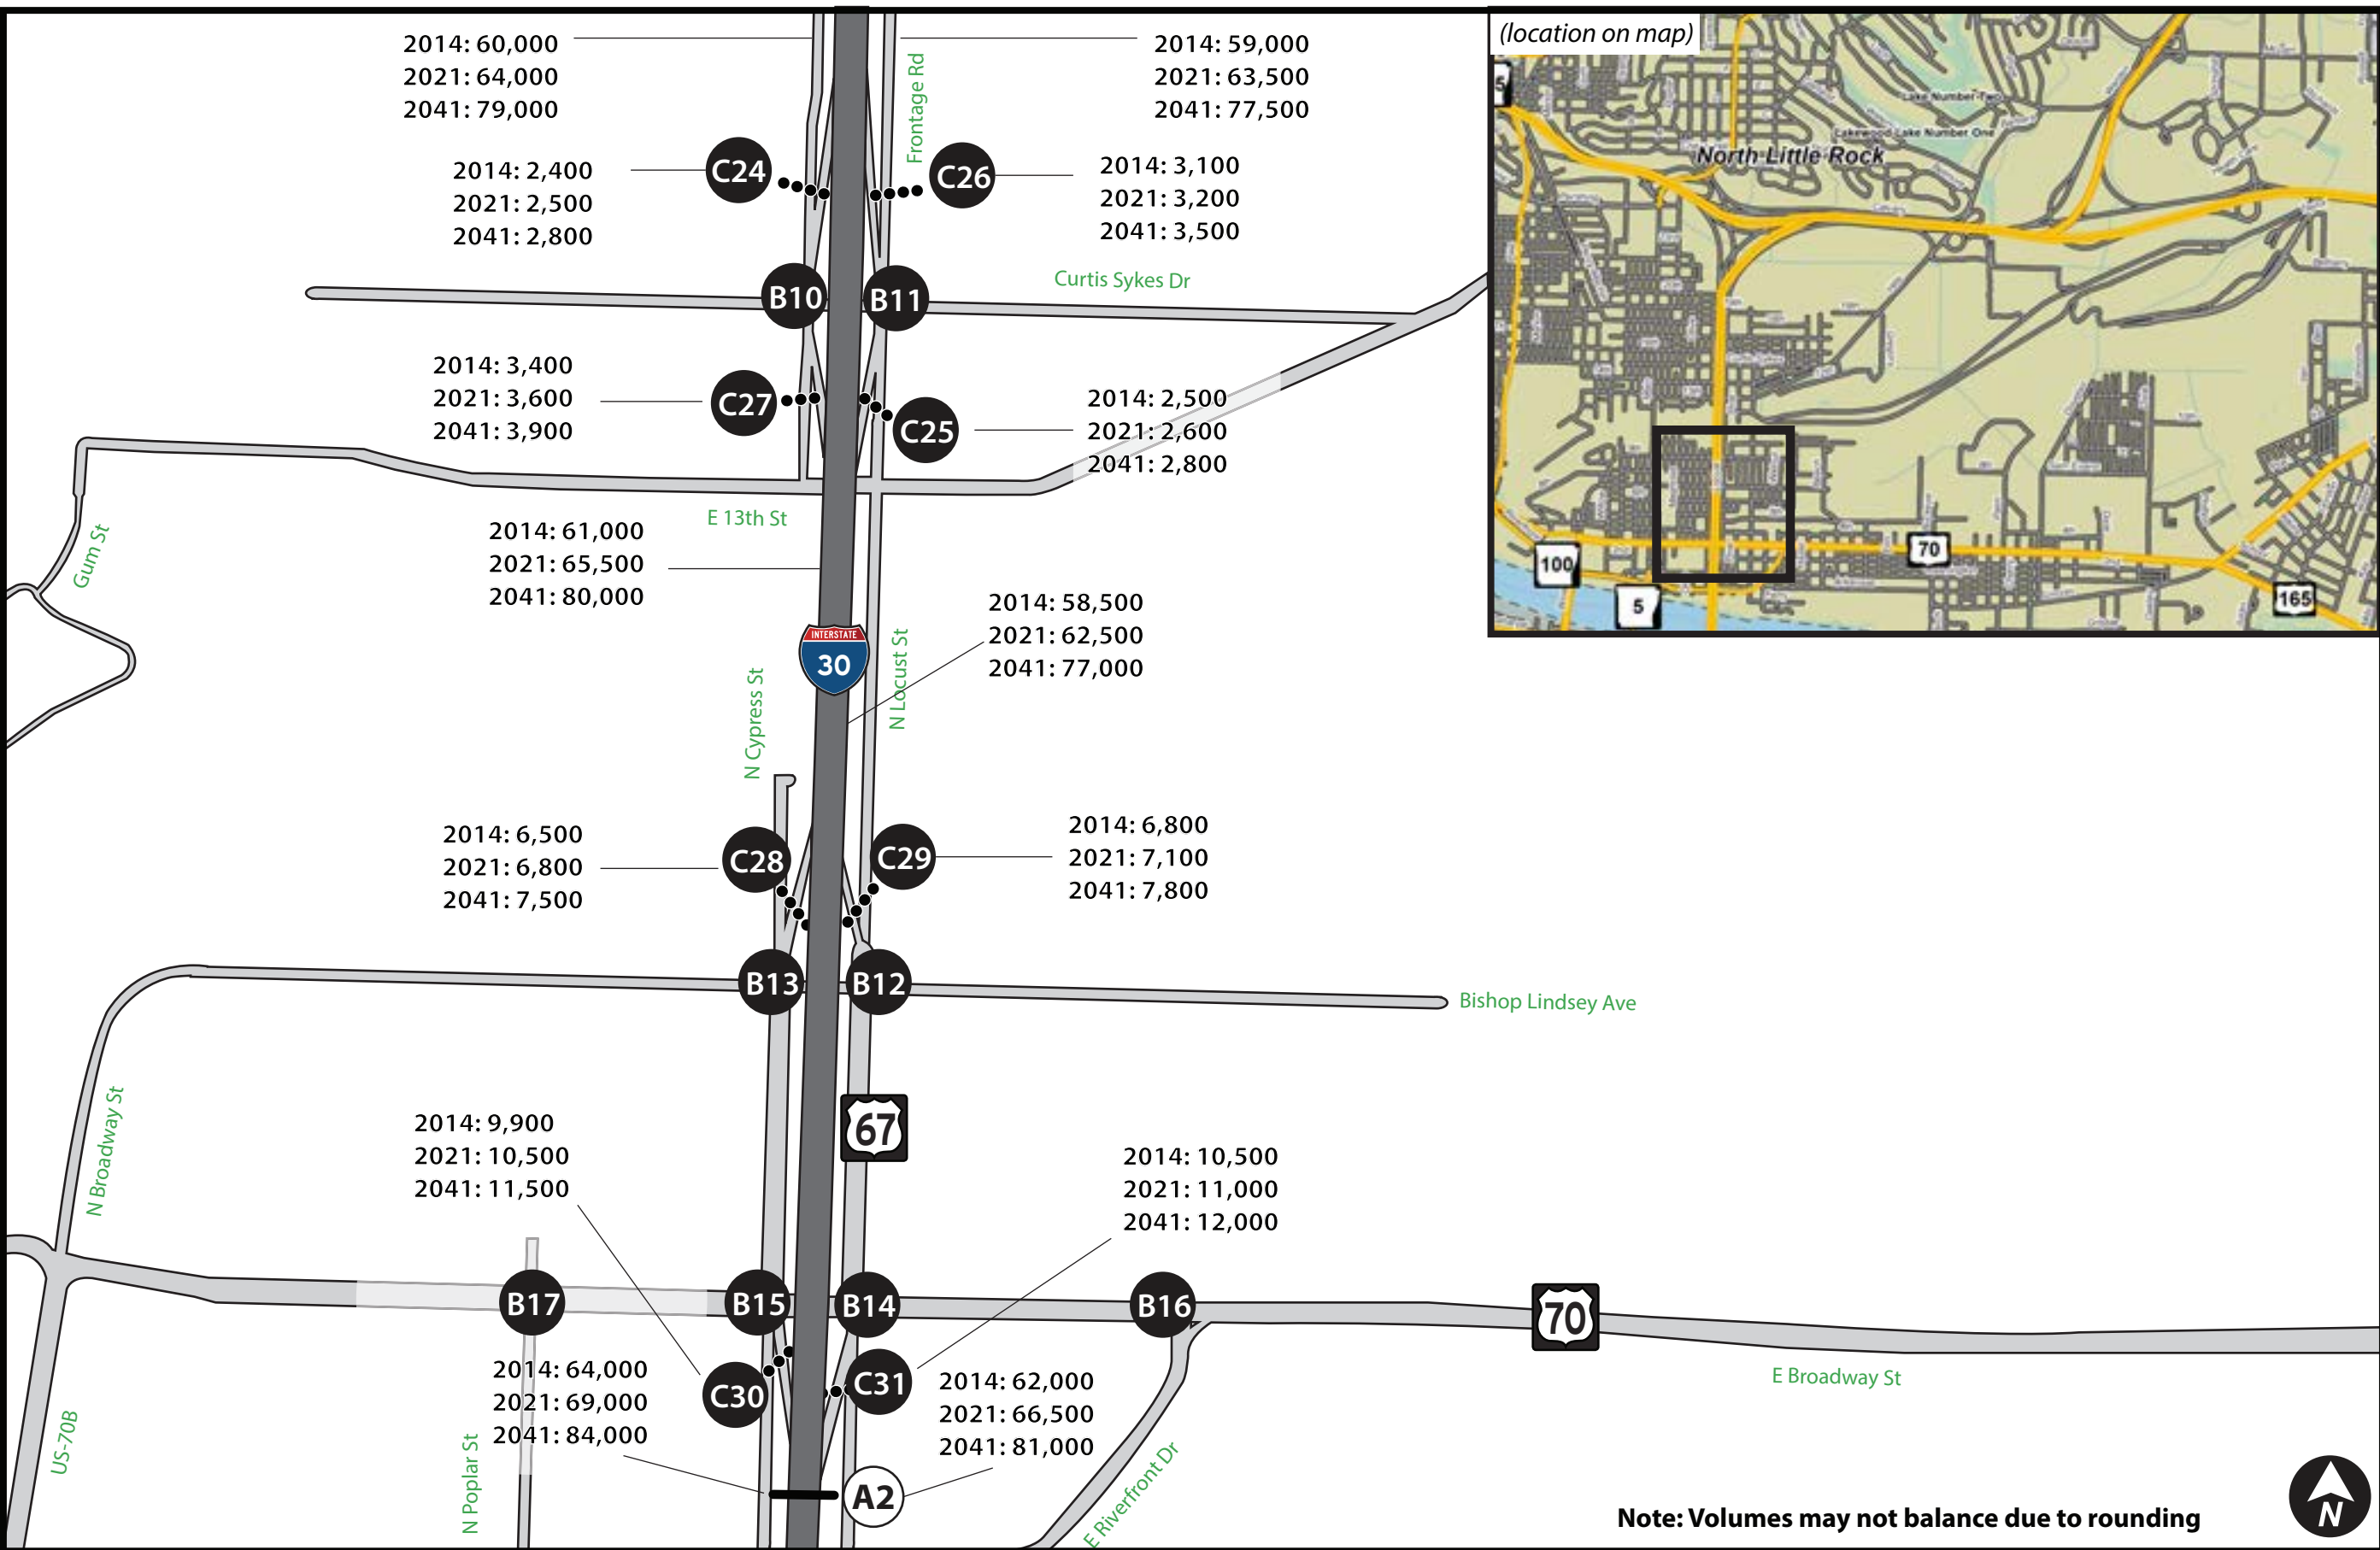 2014: 60,000
2021: 64,000
2041: 79,000
Frontage Rd
2014: 59,000
2021: 63,500
2041: 77,500
(location on map)
5
Lake Number Two
Lakewood Lake Number One
North Little Rock
100
5
70
165
2014: 2,400
2021: 2,500
2041: 2,800
C24
C26
2014: 3,100
2021: 3,200
2041: 3,500
B10
B11
Curtis Sykes Dr
2014: 3,400
2021: 3,600
2041: 3,900
C27
C25
2014: 2,500
2021: 2,600
2041: 2,800
Gum St
E 13th St
2014: 61,000
2021: 65,500
2041: 80,000
INTERSTATE
30
2014: 58,500
2021: 62,500
2041: 77,000
N Cypress St
N Locust St
2014: 6,500
2021: 6,800
2041: 7,500
C28
C29
2014: 6,800
2021: 7,100
2041: 7,800
B13
B12
Bishop Lindsey Ave
N Broadway St
67
2014: 9,900
2021: 10,500
2041: 11,500
2014: 10,500
2021: 11,000
2041: 12,000
B17
B15
B14
B16
70
E Broadway St
2014: 64,000
2021: 69,000
2041: 84,000
C30
C31
2014: 62,000
2021: 66,500
2041: 81,000
US-70B
N Poplar St
A2
E Riverfront Dr
Note: Volumes may not balance due to rounding
N